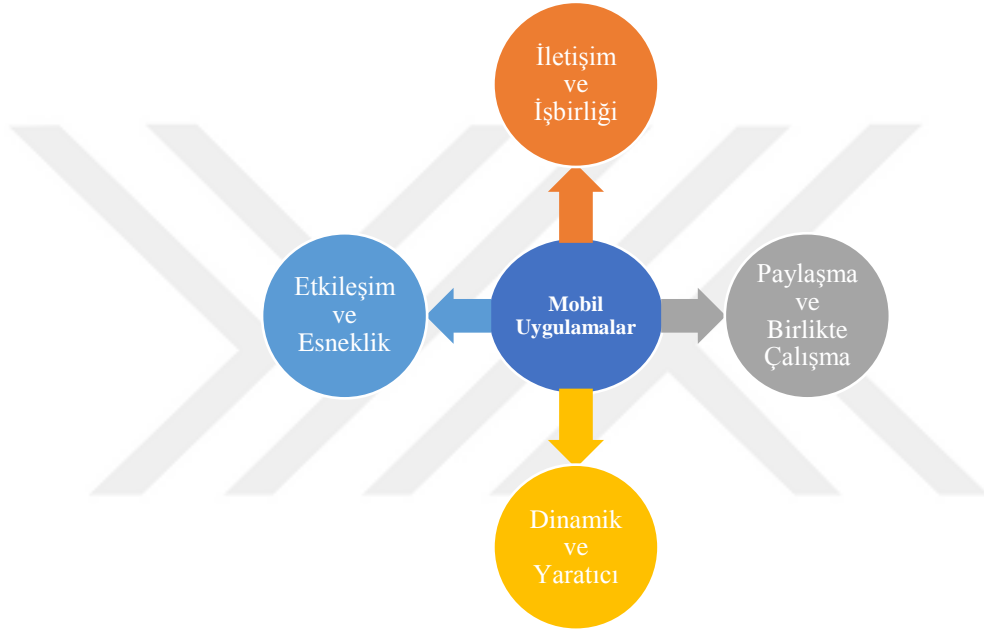 İletişim
ve
İşbirliği
Etkileşim
ve
Esneklik
Mobil
Uygulamalar
Paylaşma
ve
Birlikte
Çalışma
Dinamik
ve
Yaratıcı